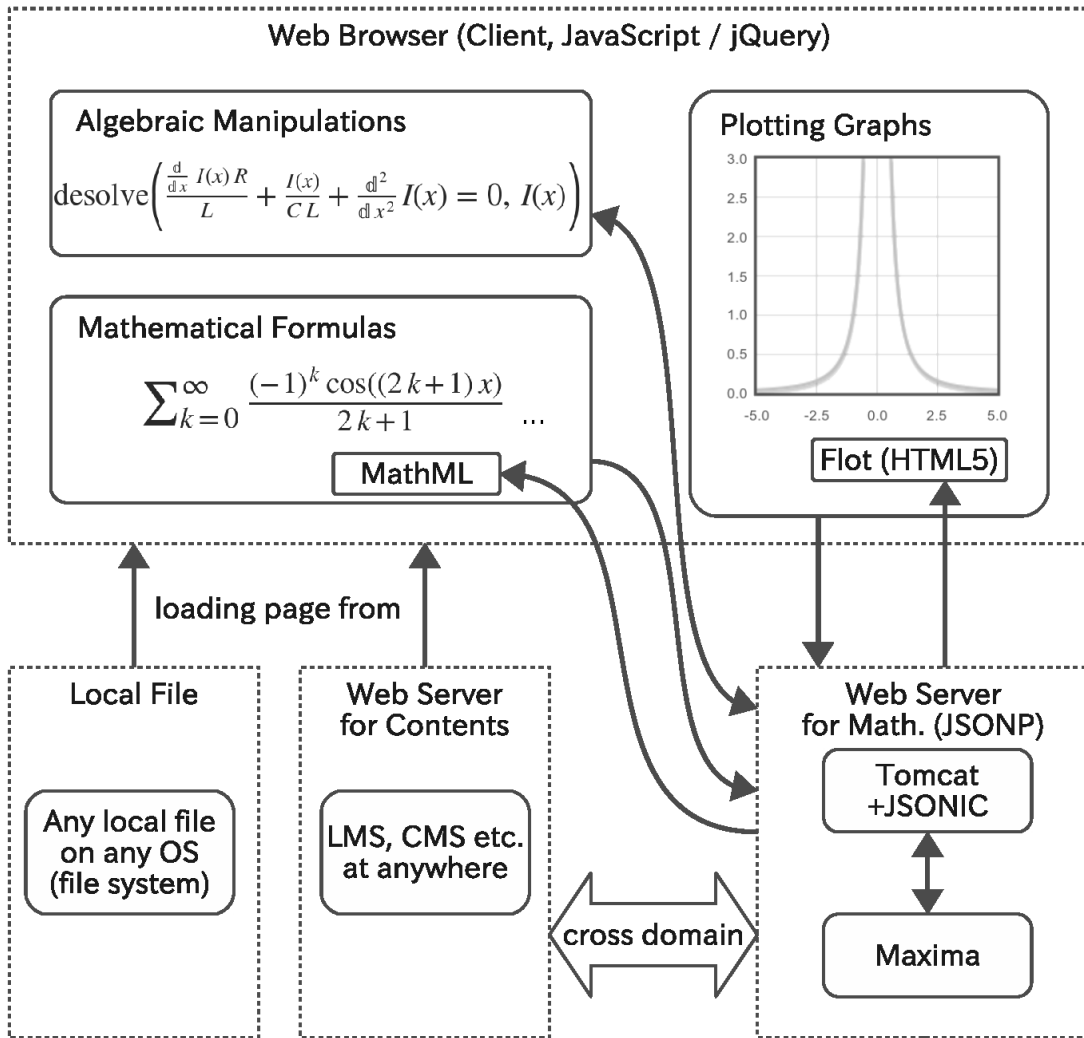 Web Browser (Client, JavaScript / jQuery)
Algebraic Manipulations
desolve(ⅆ/ⅆx I(x) R / L + I(x) / C L + ⅆ²/ⅆx² I(x) = 0, I(x))
Mathematical Formulas
∑_{k=0}^{∞} (−1)^k cos((2 k+1) x) / 2 k+1 ...
MathML
Plotting Graphs
3.0
2.5
2.0
1.5
1.0
0.5
0.0
-5.0 -2.5 0.0 2.5 5.0
Flot (HTML5)
loading page from
Local File
Any local file
on any OS
(file system)
Web Server
for Contents
LMS, CMS etc.
at anywhere
cross domain
Web Server
for Math. (JSONP)
Tomcat
+JSONIC
Maxima